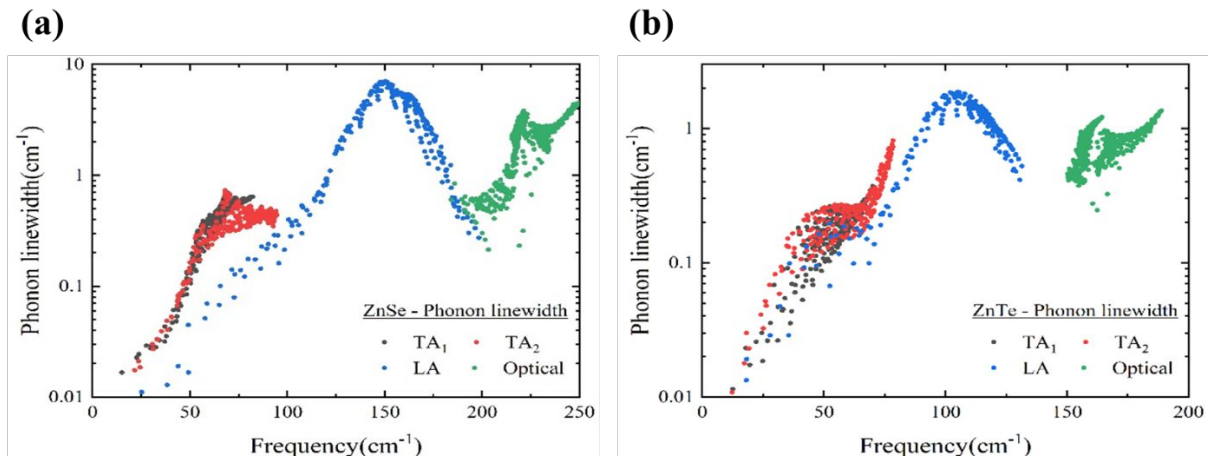 (a)
(b)
10
1
0.1
0.01
Phonon linewidth(cm⁻¹)
ZnSe - Phonon linewidth
TA₁
TA₂
LA
Optical
0
50
100
150
200
250
Frequency(cm⁻¹)
1
0.1
0.01
Phonon linewidth(cm⁻¹)
ZnTe - Phonon linewidth
TA₁
TA₂
LA
Optical
0
50
100
150
200
Frequency(cm⁻¹)